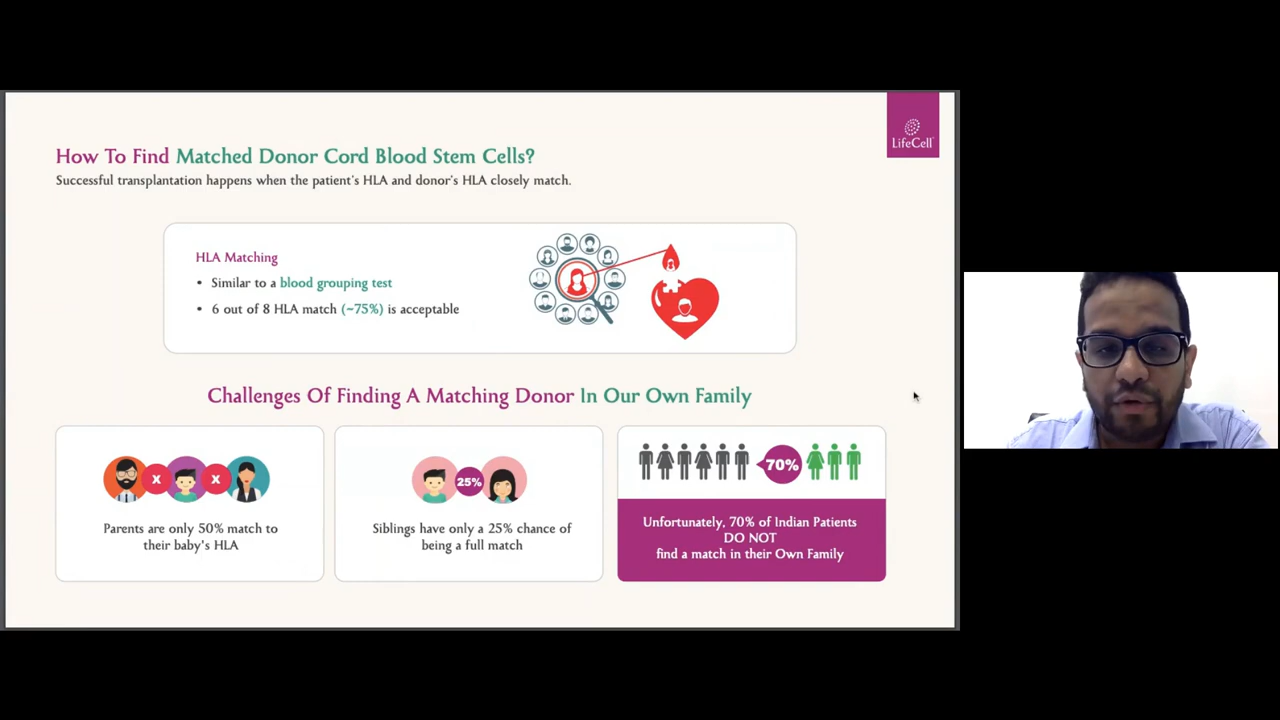 LifeCell
How To Find Matched Donor Cord Blood Stem Cells?
Successful transplantation happens when the patient's HLA and donor's HLA closely match.
HLA Matching
• Similar to a blood grouping test
• 6 out of 8 HLA match (~75%) is acceptable
Challenges Of Finding A Matching Donor In Our Own Family
X X
Parents are only 50% match to
their baby's HLA
25%
Siblings have only a 25% chance of
being a full match
70%
Unfortunately, 70% of Indian Patients
DO NOT
find a match in their Own Family